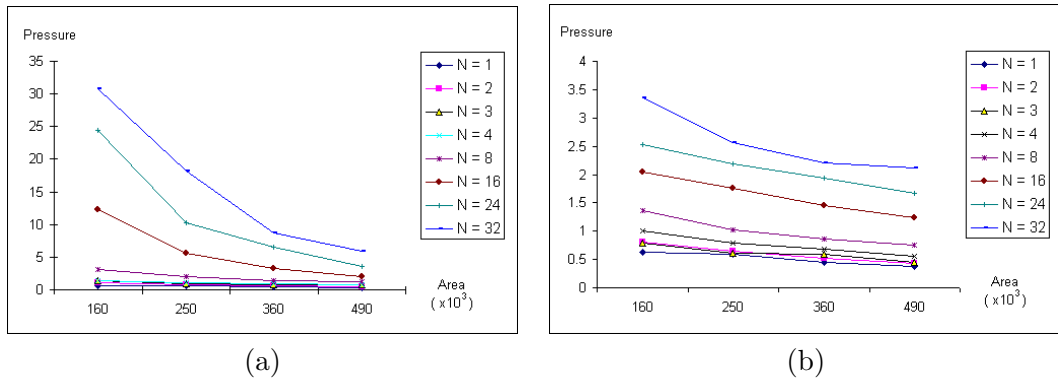 Pressure
35
30
25
20
15
10
5
0
160 250 360 490
Area
( x10³ )
N = 1
N = 2
N = 3
N = 4
N = 8
N = 16
N = 24
N = 32
(a)
Pressure
4
3.5
3
2.5
2
1.5
1
0.5
0
160 250 360 490
Area
( x10³ )
N = 1
N = 2
N = 3
N = 4
N = 8
N = 16
N = 24
N = 32
(b)